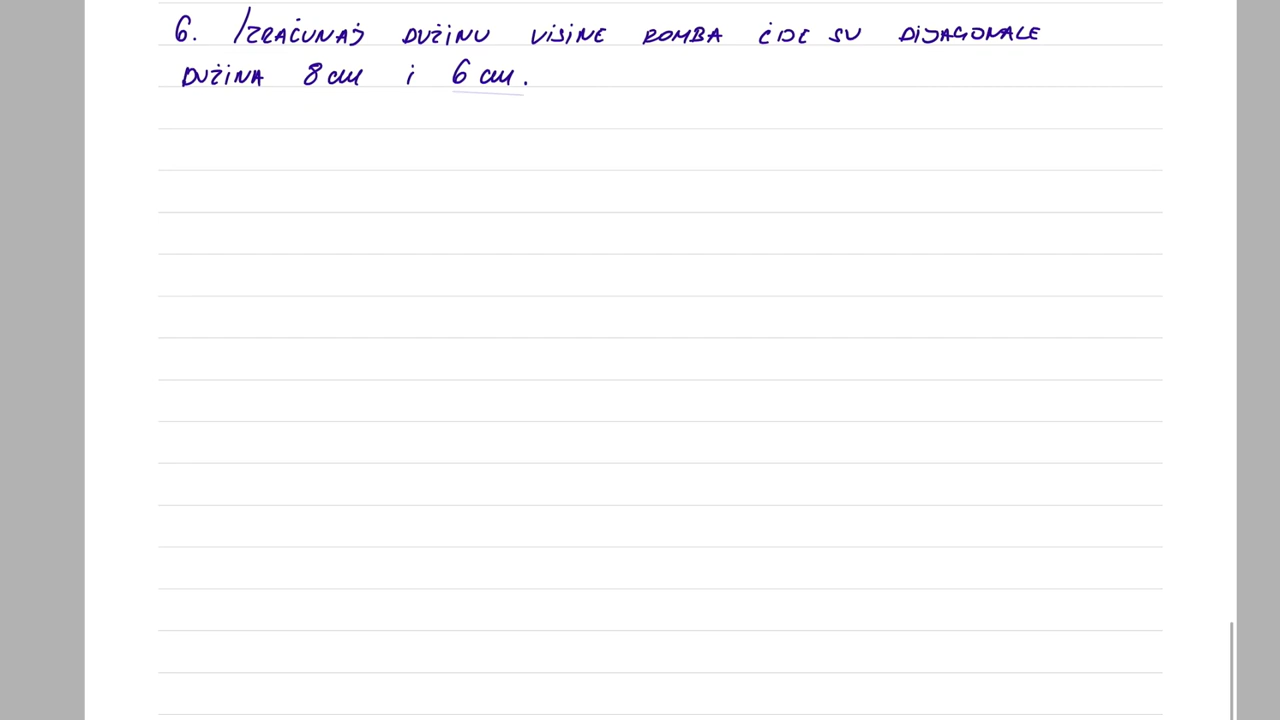 6. IZRAČUNAJ DUŽINU VISINE ROMBA ČIJE SU DIJAGONALE
DUŽINA 8 cm i 6 cm.